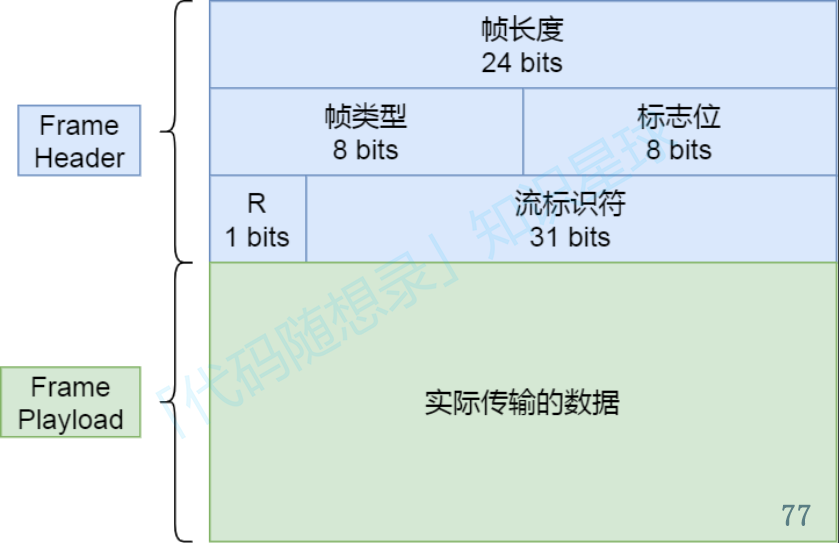 帧长度
24 bits
Frame
Header
帧类型
8 bits
标志位
8 bits
R
1 bits
流标识符
31 bits
「代码随想录」知识星球
Frame
Playload
实际传输的数据
77